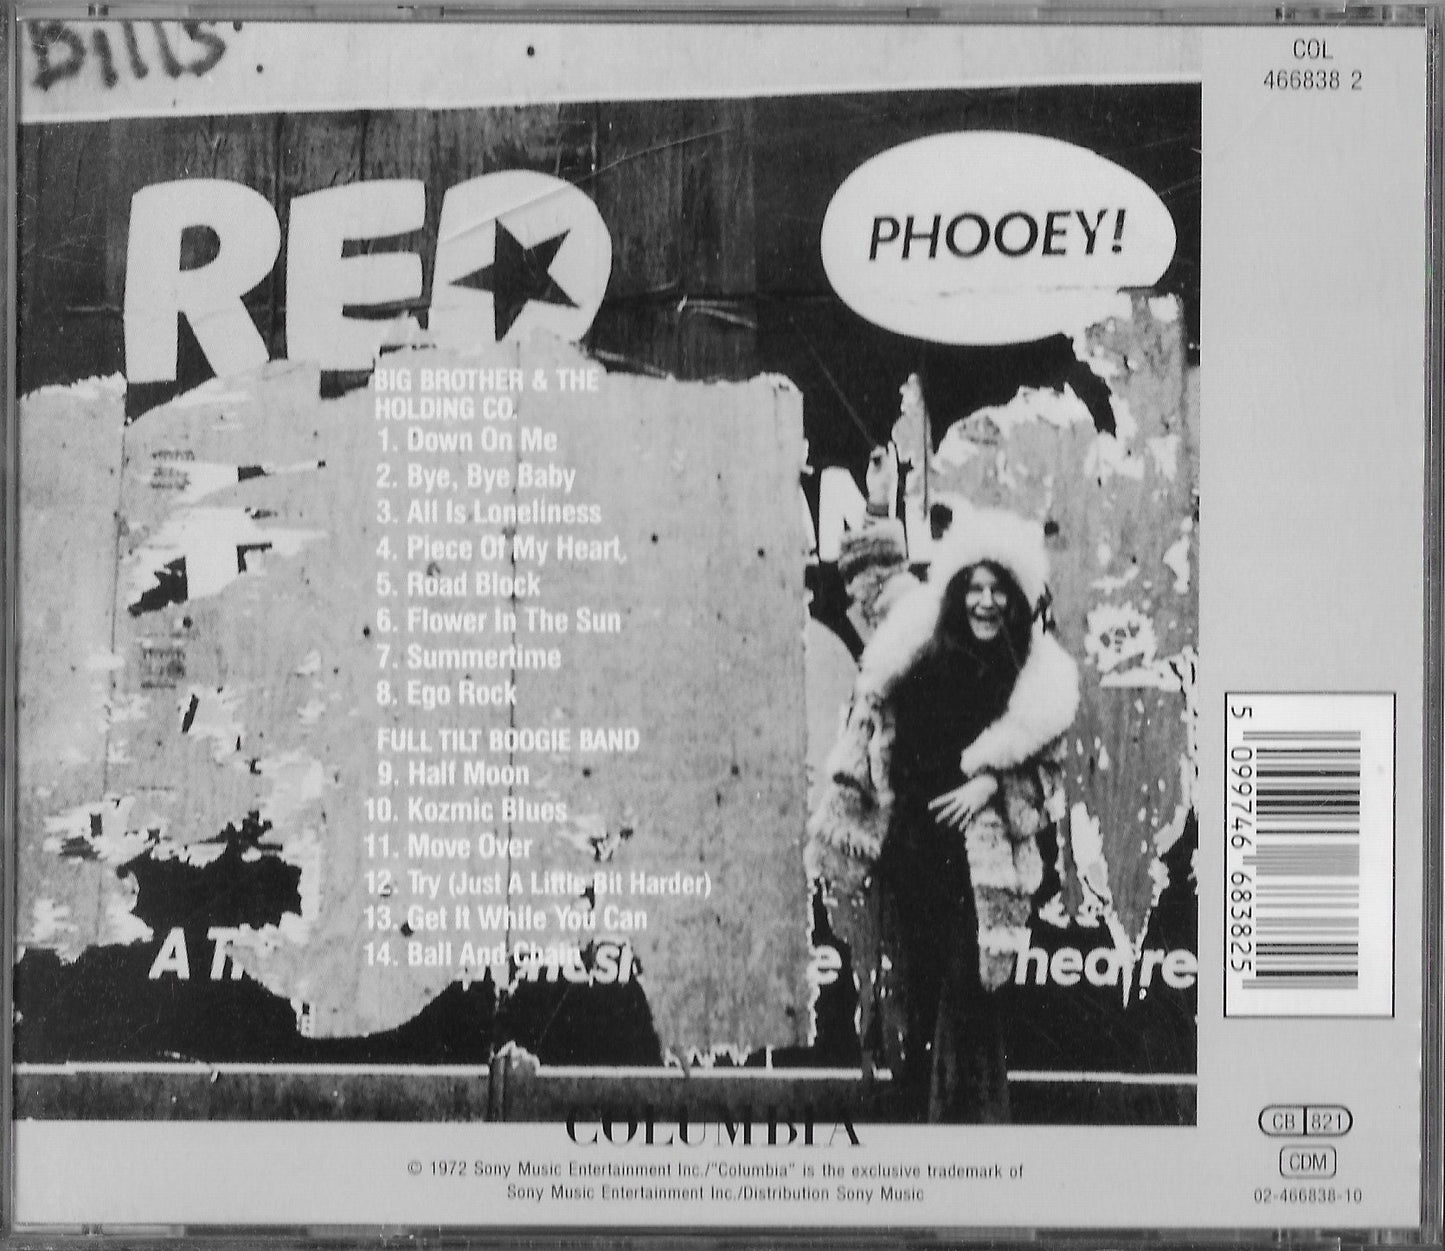 Bills
COL
466838 2
RED
PHOOEY!
BIG BROTHER & THE
HOLDING CO.
1. Down On Me
2. Bye, Bye Baby
3. All Is Loneliness
4. Piece Of My Heart
5. Road Block
6. Flower In The Sun
7. Summertime
8. Ego Rock
FULL TILT BOOGIE BAND
9. Half Moon
10. Kozmic Blues
11. Move Over
12. Try (Just A Little Bit Harder)
13. Get It While You Can
14. Ball And Chain
5 099746 683825
COLUMBIA
© 1972 Sony Music Entertainment Inc./"Columbia" is the exclusive trademark of
Sony Music Entertainment Inc./Distribution Sony Music
CB 821
CDM
02-466838-10